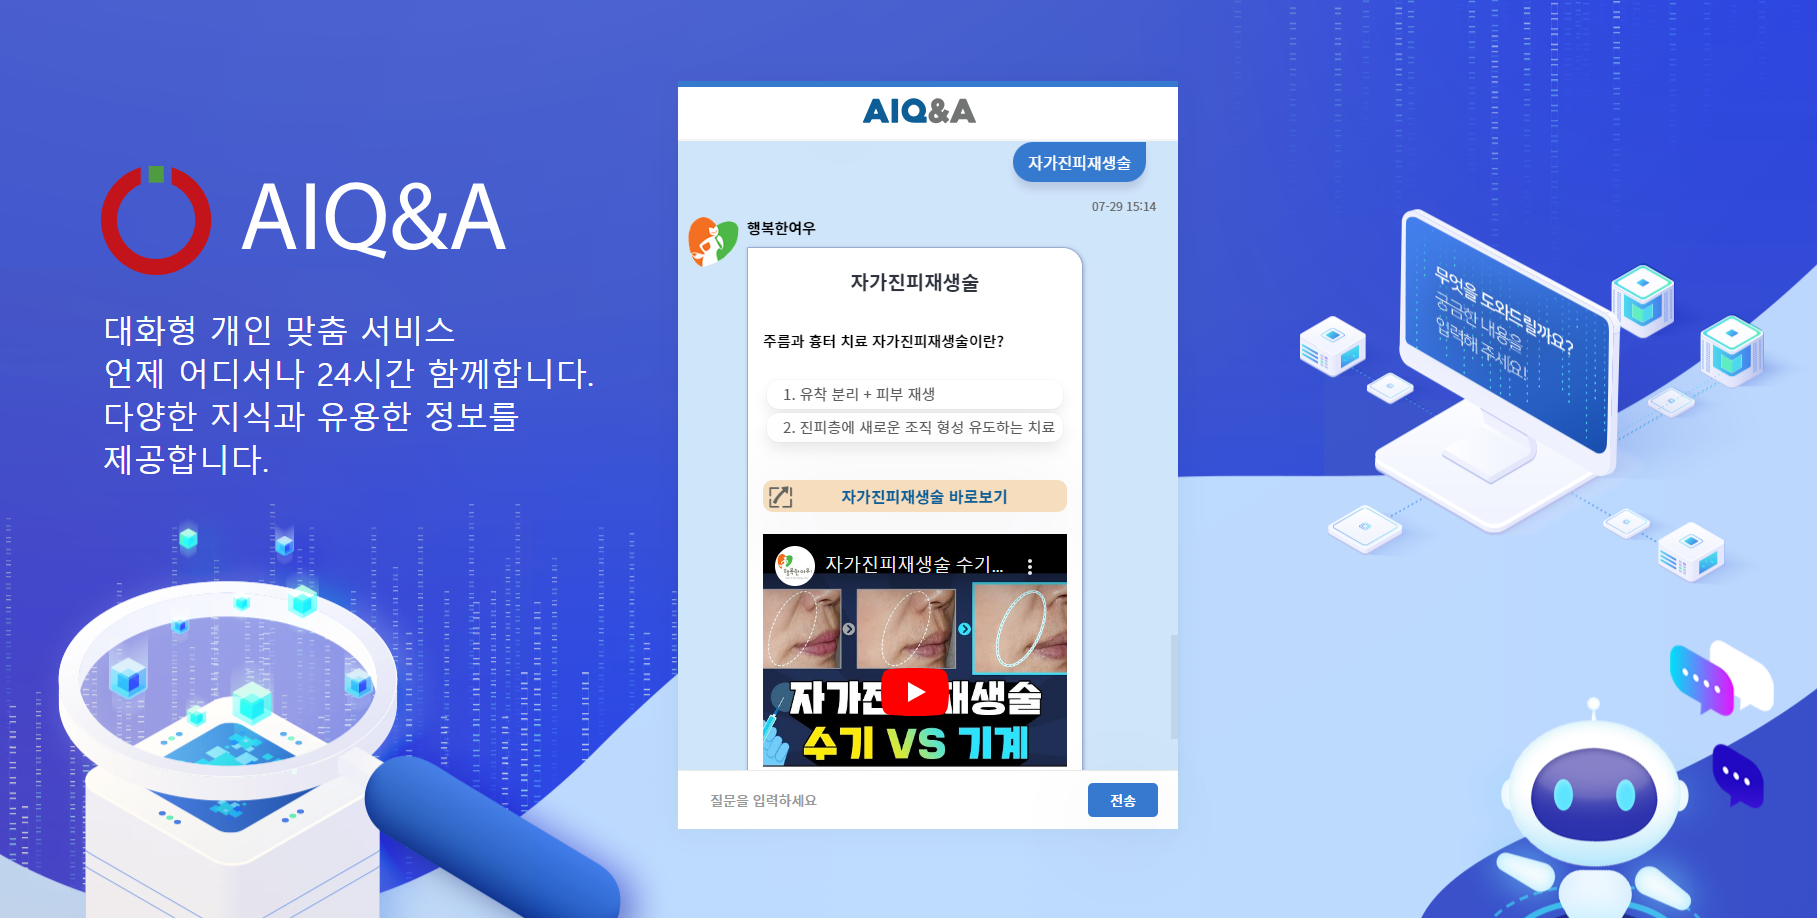 AIQ&A
대화형 개인 맞춤 서비스
언제 어디서나 24시간 함께합니다.
다양한 지식과 유용한 정보를
제공합니다.
AIQ&A
자가진피재생술
07-29 15:14
행복한여우
자가진피재생술
주름과 흉터 치료 자가진피재생술이란?
1. 유착 분리 + 피부 재생
2. 진피층에 새로운 조직 형성 유도하는 치료
자가진피재생술 바로보기
자가진피재생술 수기...
자가진 재생술
수기 VS 기계
질문을 입력하세요
전송
무엇을 도와드릴까요?
궁금한 내용을
입력해 주세요!